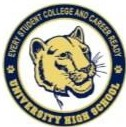 EVERY STUDENT COLLEGE AND CAREER READY
UNIVERSITY HIGH SCHOOL